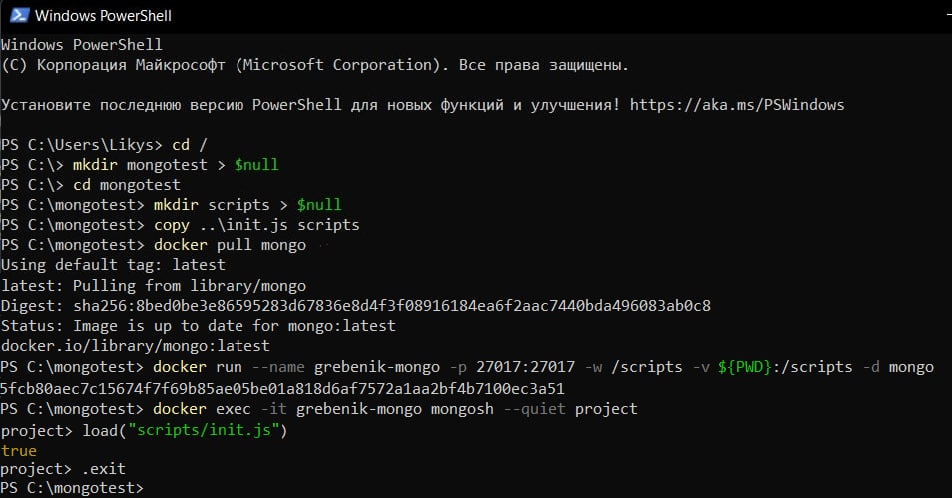 Windows PowerShell
Windows PowerShell
(C) Корпорация Майкрософт (Microsoft Corporation). Все права защищены.
Установите последнюю версию PowerShell для новых функций и улучшения! https://aka.ms/PSWindows
PS C:\Users\Likys> cd /
PS C:\> mkdir mongotest > $null
PS C:\> cd mongotest
PS C:\mongotest> mkdir scripts > $null
PS C:\mongotest> copy ..\init.js scripts
PS C:\mongotest> docker pull mongo
Using default tag: latest
latest: Pulling from library/mongo
Digest: sha256:8bed0be3e86595283d67836e8d4f3f08916184ea6f2aac7440bda496083ab0c8
Status: Image is up to date for mongo:latest
docker.io/library/mongo:latest
PS C:\mongotest> docker run --name grebenik-mongo -p 27017:27017 -w /scripts -v ${PWD}:/scripts -d mongo
5fcb80aec7c15674f7f69b85ae05be01a818d6af7572a1aa2bf4b7100ec3a51
PS C:\mongotest> docker exec -it grebenik-mongo mongosh --quiet project
project> load("scripts/init.js")
true
project> .exit
PS C:\mongotest>